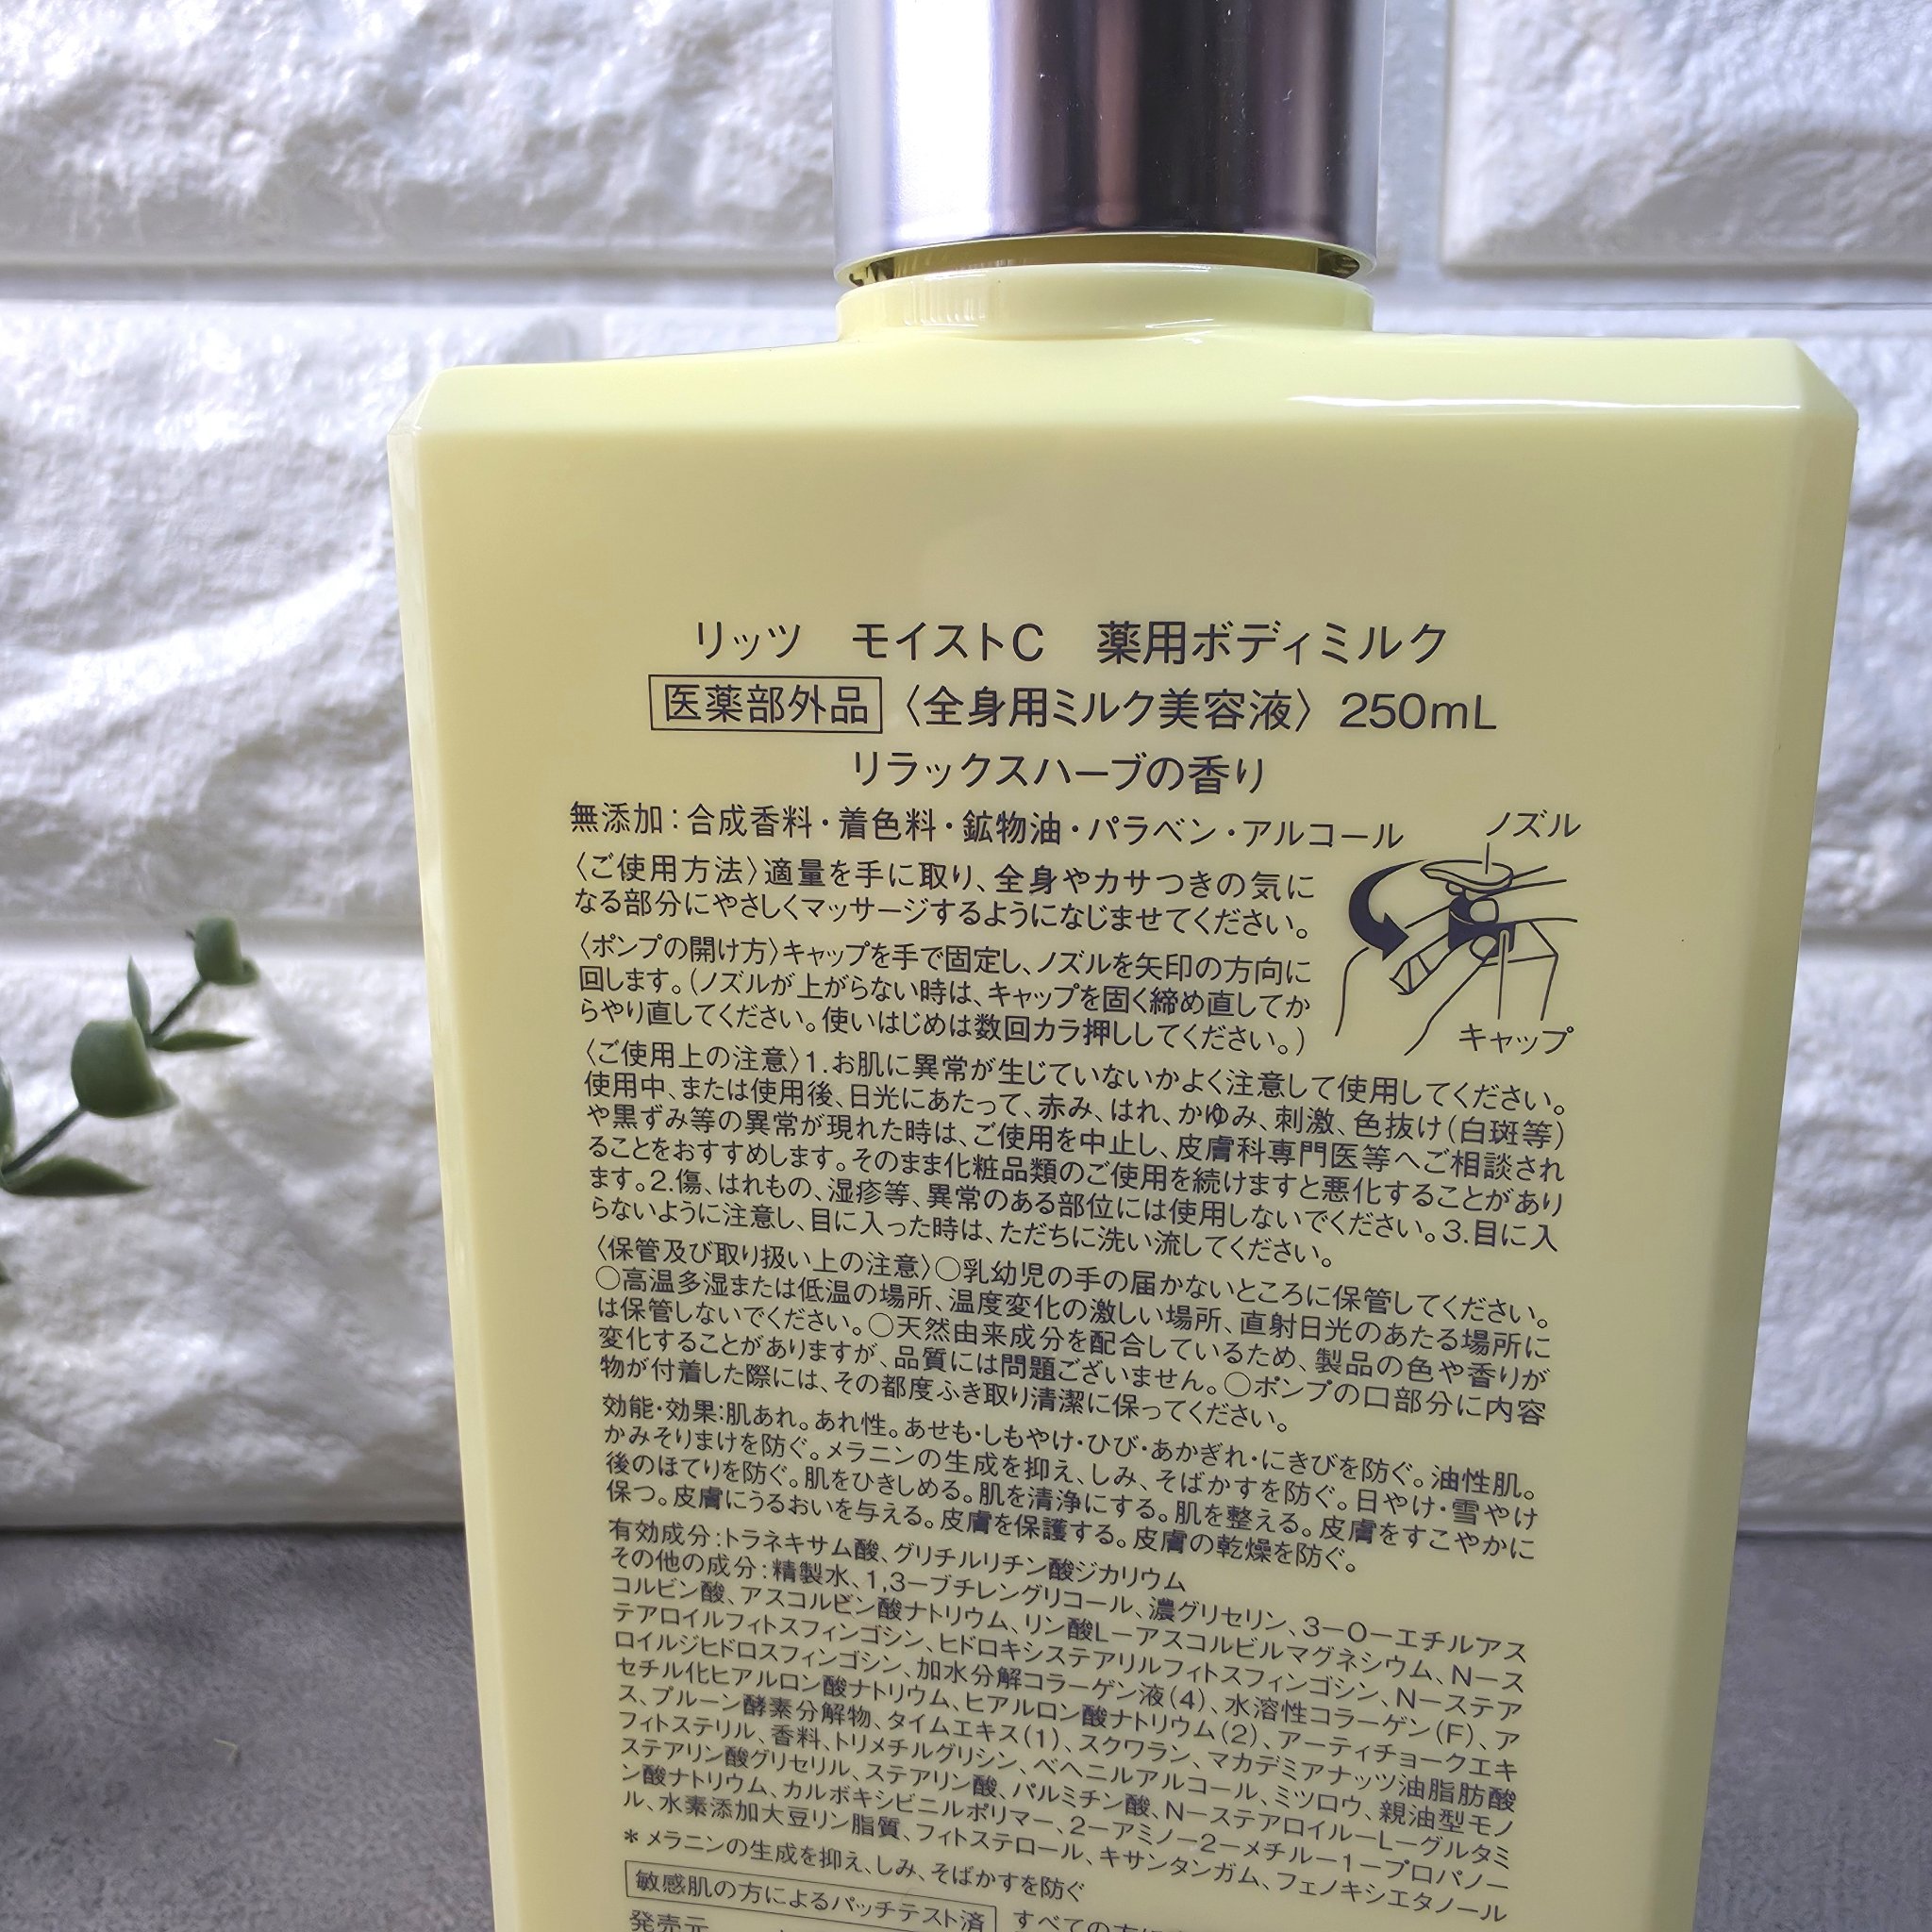 リッツ モイストC 薬用ボディミルク
医薬部外品 〈全身用ミルク美容液〉 250mL
リラックスハーブの香り
無添加：合成香料・着色料・鉱物油・パラベン・アルコール
ノズル
〈ご使用方法〉適量を手に取り、全身やカサつきの気に
なる部分にやさしくマッサージするようになじませてください。
〈ポンプの開け方〉キャップを手で固定し、ノズルを矢印の方向に
回します。（ノズルが上がらない時は、キャップを固く締め直してか
らやり直してください。使いはじめは数回カラ押ししてください。）
キャップ
〈ご使用上の注意〉1.お肌に異常が生じていないかよく注意して使用してください。
使用中、または使用後、日光にあたって、赤み、はれ、かゆみ、刺激、色抜け（白斑等）
や黒ずみ等の異常が現れた時は、ご使用を中止し、皮膚科専門医等へご相談され
ることをおすすめします。そのまま化粧品類のご使用を続けますと悪化することがあり
ます。2.傷、はれもの、湿疹等、異常のある部位には使用しないでください。3.目に入
らないように注意し、目に入った時は、ただちに洗い流してください。
〈保管及び取り扱い上の注意〉○乳幼児の手の届かないところに保管してください。
○高温多湿または低温の場所、温度変化の激しい場所、直射日光のあたる場所に
は保管しないでください。○天然由来成分を配合しているため、製品の色や香りが
変化することがありますが、品質には問題ございません。○ポンプの口部分に内容
物が付着した際には、その都度ふき取り清潔に保ってください。
効能・効果：肌あれ。あれ性。あせも・しもやけ・ひび・あかぎれ・にきびを防ぐ。油性肌。
かみそりまけを防ぐ。メラニンの生成を抑え、しみ、そばかすを防ぐ。日やけ・雪やけ
後のほてりを防ぐ。肌をひきしめる。肌を清浄にする。肌を整える。皮膚をすこやかに
保つ。皮膚にうるおいを与える。皮膚を保護する。皮膚の乾燥を防ぐ。
有効成分：トラネキサム酸、グリチルリチン酸ジカリウム
その他の成分：精製水、1,3−ブチレングリコール、濃グリセリン、3−O−エチルアス
コルビン酸、アスコルビン酸ナトリウム、リン酸L−アスコルビルマグネシウム、N−ス
テアロイルフィトスフィンゴシン、ヒドロキシステアリルフィトスフィンゴシン、N−ステア
ロイルジヒドロスフィンゴシン、加水分解コラーゲン液（4）、水溶性コラーゲン（F）、ア
セチル化ヒアルロン酸ナトリウム、ヒアルロン酸ナトリウム（2）、アーティチョークエキ
ス、プルーン酵素分解物、タイムエキス（1）、スクワラン、マカデミアナッツ油脂肪酸
フィトステリル、香料、トリメチルグリシン、ベヘニルアルコール、ミツロウ、親油型モノ
ステアリン酸グリセリル、ステアリン酸、パルミチン酸、N−ステアロイル−L−グルタミ
ン酸ナトリウム、カルボキシビニルポリマー、2−アミノ−2−メチル−1−プロパノー
ル、水素添加大豆リン脂質、フィトステロール、キサンタンガム、フェノキシエタノール
＊メラニンの生成を抑え、しみ、そばかすを防ぐ
敏感肌の方によるパッチテスト済 すべての方に
発売元